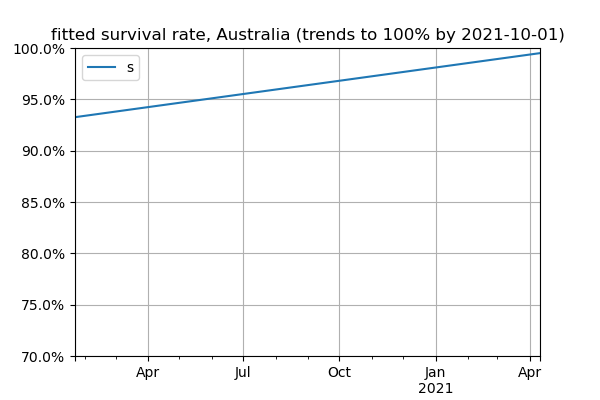 fitted survival rate, Australia (trends to 100% by 2021-10-01)
100.0%
s
95.0%
90.0%
85.0%
80.0%
75.0%
70.0%
Apr Jul Oct Jan Apr
2021